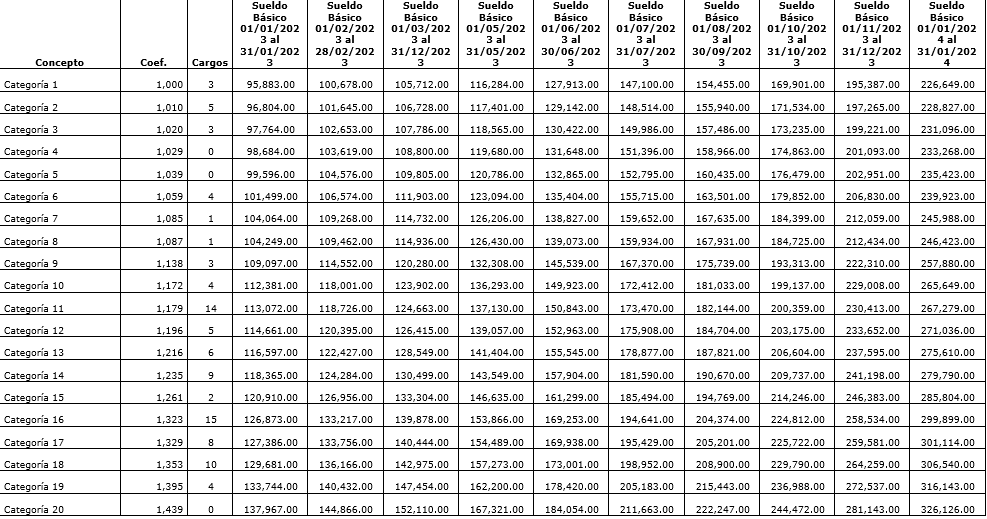 Concepto Coef. Cargos Sueldo Básico 01/01/2023 al 31/01/2023 Sueldo Básico 01/02/2023 al 28/02/2023 Sueldo Básico 01/03/2023 al 31/12/2023 Sueldo Básico 01/05/2023 al 31/05/2023 Sueldo Básico 01/06/2023 al 30/06/2023 Sueldo Básico 01/07/2023 al 31/07/2023 Sueldo Básico 01/08/2023 al 30/09/2023 Sueldo Básico 01/10/2023 al 31/10/2023 Sueldo Básico 01/11/2023 al 31/12/2023 Sueldo Básico 01/01/2024 al 31/01/2024
Categoría 1 1,000 3 95,883.00 100,678.00 105,712.00 116,284.00 127,913.00 147,100.00 154,455.00 169,901.00 195,387.00 226,649.00
Categoría 2 1,010 5 96,804.00 101,645.00 106,728.00 117,401.00 129,142.00 148,514.00 155,940.00 171,534.00 197,265.00 228,827.00
Categoría 3 1,020 3 97,764.00 102,653.00 107,786.00 118,565.00 130,422.00 149,986.00 157,486.00 173,235.00 199,221.00 231,096.00
Categoría 4 1,029 0 98,684.00 103,619.00 108,800.00 119,680.00 131,648.00 151,396.00 158,966.00 174,863.00 201,093.00 233,268.00
Categoría 5 1,039 0 99,596.00 104,576.00 109,805.00 120,786.00 132,865.00 152,795.00 160,435.00 176,479.00 202,951.00 235,423.00
Categoría 6 1,059 4 101,499.00 106,574.00 111,903.00 123,094.00 135,404.00 155,715.00 163,501.00 179,852.00 206,830.00 239,923.00
Categoría 7 1,085 1 104,064.00 109,268.00 114,732.00 126,206.00 138,827.00 159,652.00 167,635.00 184,399.00 212,059.00 245,988.00
Categoría 8 1,087 1 104,249.00 109,462.00 114,936.00 126,430.00 139,073.00 159,934.00 167,931.00 184,725.00 212,434.00 246,423.00
Categoría 9 1,138 3 109,097.00 114,552.00 120,280.00 132,308.00 145,539.00 167,370.00 175,739.00 193,313.00 222,310.00 257,880.00
Categoría 10 1,172 4 112,381.00 118,001.00 123,902.00 136,293.00 149,923.00 172,412.00 181,033.00 199,137.00 229,008.00 265,649.00
Categoría 11 1,179 14 113,072.00 118,726.00 124,663.00 137,130.00 150,843.00 173,470.00 182,144.00 200,359.00 230,413.00 267,279.00
Categoría 12 1,196 5 114,661.00 120,395.00 126,415.00 139,057.00 152,963.00 175,908.00 184,704.00 203,175.00 233,652.00 271,036.00
Categoría 13 1,216 6 116,597.00 122,427.00 128,549.00 141,404.00 155,545.00 178,877.00 187,821.00 206,604.00 237,595.00 275,610.00
Categoría 14 1,235 9 118,365.00 124,284.00 130,499.00 143,549.00 157,904.00 181,590.00 190,670.00 209,737.00 241,198.00 279,790.00
Categoría 15 1,261 2 120,910.00 126,956.00 133,304.00 146,635.00 161,299.00 185,494.00 194,769.00 214,246.00 246,383.00 285,804.00
Categoría 16 1,323 15 126,873.00 133,217.00 139,878.00 153,866.00 169,253.00 194,641.00 204,374.00 224,812.00 258,534.00 299,899.00
Categoría 17 1,329 8 127,386.00 133,756.00 140,444.00 154,489.00 169,938.00 195,429.00 205,201.00 225,722.00 259,581.00 301,114.00
Categoría 18 1,353 10 129,681.00 136,166.00 142,975.00 157,273.00 173,001.00 198,952.00 208,900.00 229,790.00 264,259.00 306,540.00
Categoría 19 1,395 4 133,744.00 140,432.00 147,454.00 162,200.00 178,420.00 205,183.00 215,443.00 236,988.00 272,537.00 316,143.00
Categoría 20 1,439 0 137,967.00 144,866.00 152,110.00 167,321.00 184,054.00 211,663.00 222,247.00 244,472.00 281,143.00 326,126.00